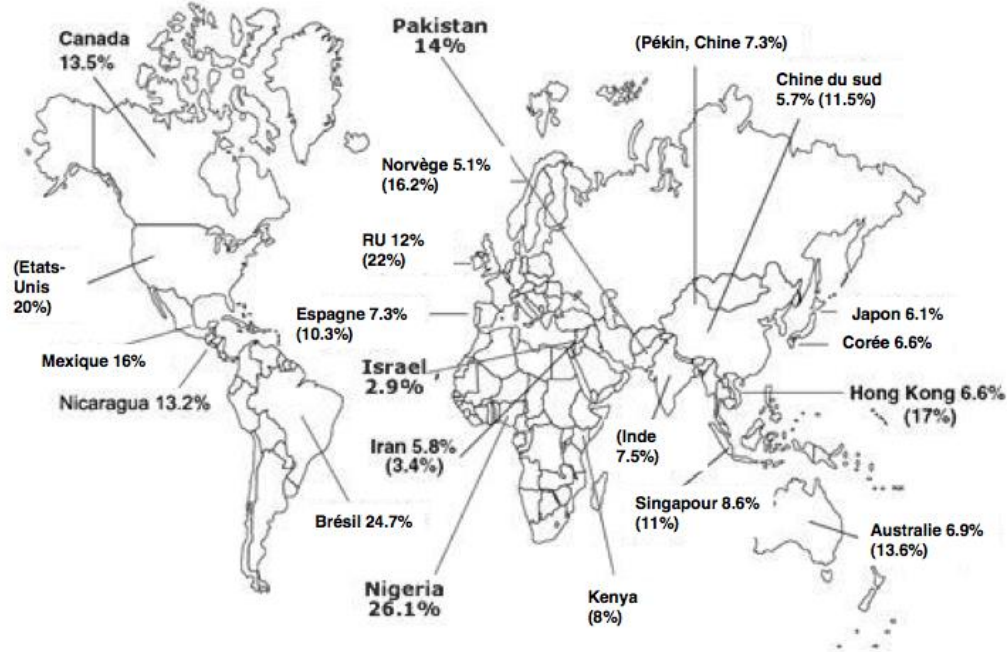 Canada
13.5%
Pakistan
14%
(Pékin, Chine 7.3%)
Chine du sud
5.7% (11.5%)
Norvège 5.1%
(16.2%)
RU 12%
(22%)
(Etats-
Unis
20%)
Espagne 7.3%
(10.3%)
Japon 6.1%
Corée 6.6%
Mexique 16%
Israel
2.9%
Nicaragua 13.2%
Hong Kong 6.6%
(17%)
Iran 5.8%
(3.4%)
(Inde
7.5%)
Singapour 8.6%
(11%)
Brésil 24.7%
Australie 6.9%
(13.6%)
Nigeria
26.1%
Kenya
(8%)